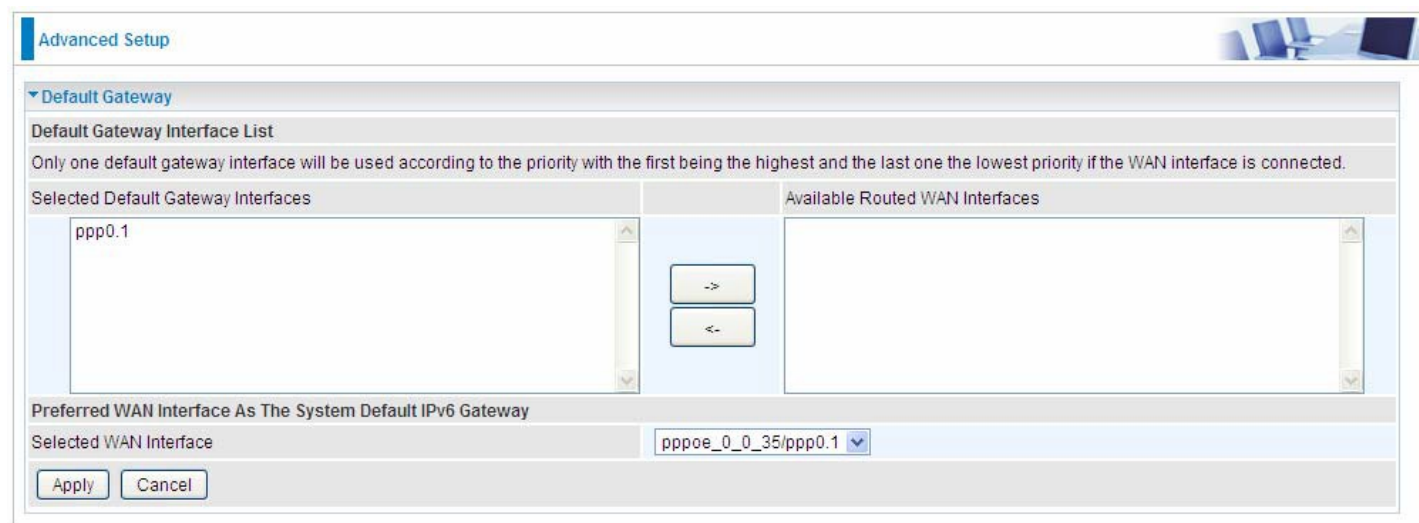 Advanced Setup
Default Gateway
Default Gateway Interface List
Only one default gateway interface will be used according to the priority with the first being the highest and the last one the lowest priority if the WAN interface is connected.
Selected Default Gateway Interfaces
Available Routed WAN Interfaces
ppp0.1
->
<-
Preferred WAN Interface As The System Default IPv6 Gateway
Selected WAN Interface
pppoe_0_0_35/ppp0.1
Apply
Cancel